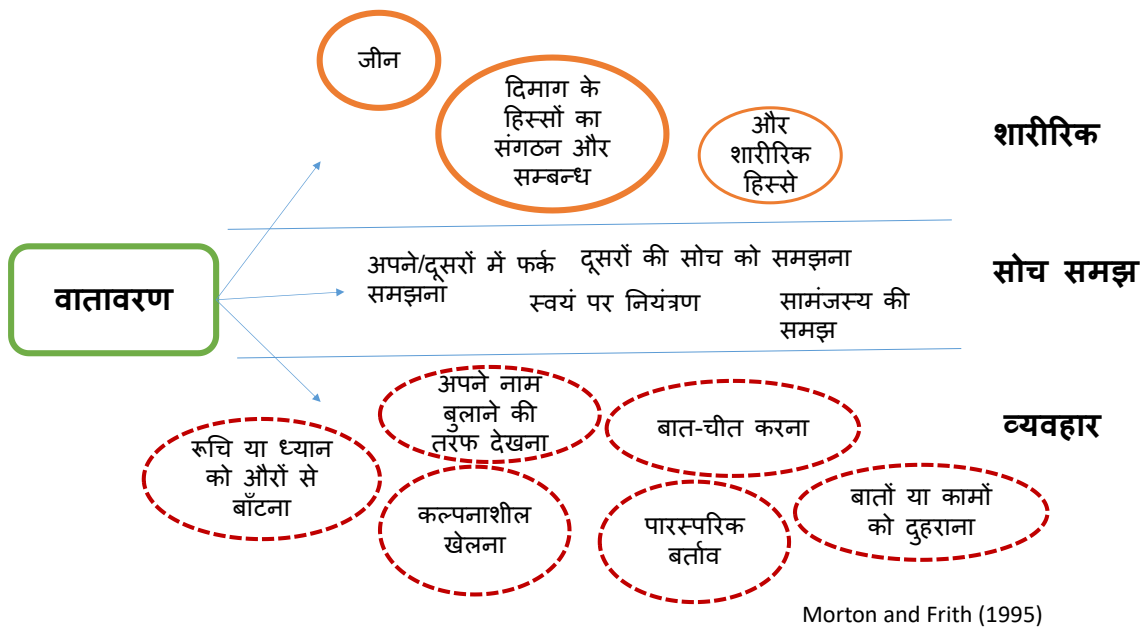 जीन
दिमाग के
हिस्सों का
संगठन और
सम्बन्ध
और
शारीरिक
हिस्से
शारीरिक
वातावरण
अपने/दूसरों में फर्क
समझना
दूसरों की सोच को समझना
स्वयं पर नियंत्रण
सामंजस्य की
समझ
सोच समझ
अपने नाम
बुलाने की
तरफ देखना
बात-चीत करना
व्यवहार
रूचि या ध्यान
को औरों से
बाँटना
कल्पनाशील
खेलना
पारस्परिक
बर्ताव
बातों या कामों
को दुहराना
Morton and Frith (1995)